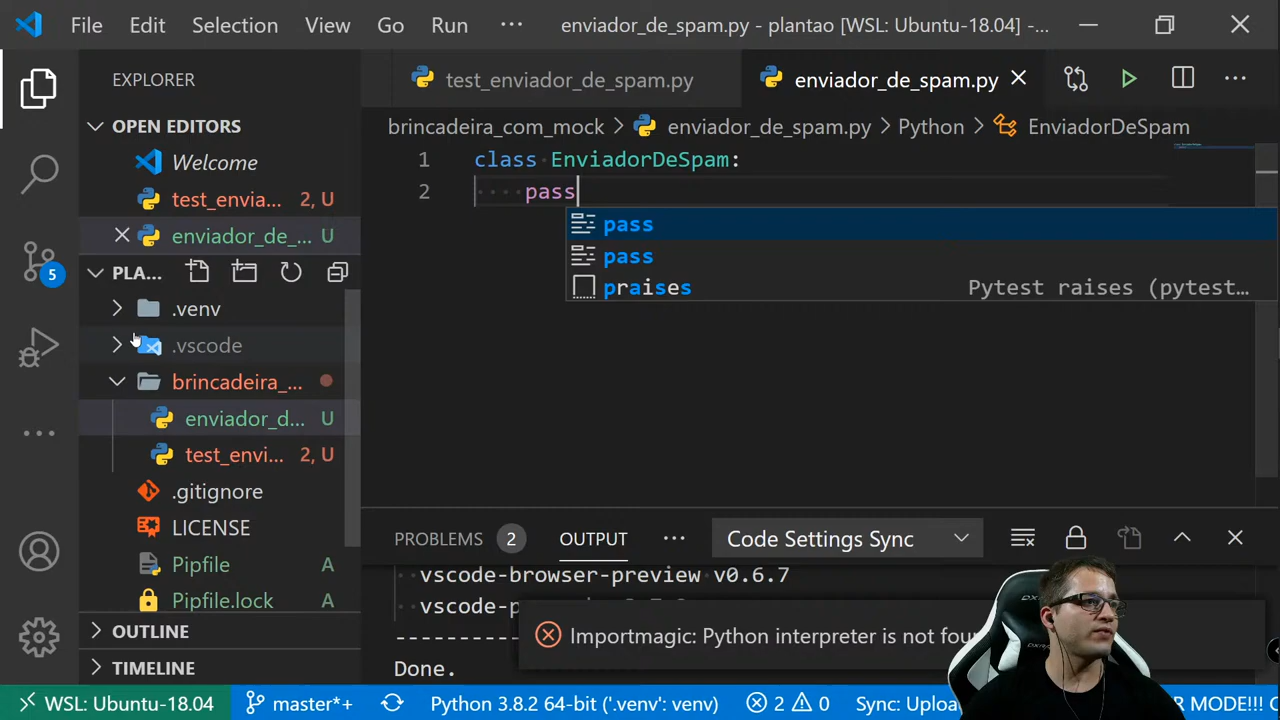 File Edit Selection View Go Run ··· enviador_de_spam.py - plantao [WSL: Ubuntu-18.04] -...
EXPLORER
test_enviador_de_spam.py
enviador_de_spam.py
OPEN EDITORS
Welcome
test_envia... 2, U
enviador_de_... U
PLA...
.venv
.vscode
brincadeira_...
enviador_d... U
test_envi... 2, U
.gitignore
LICENSE
Pipfile A
Pipfile.lock A
OUTLINE
TIMELINE
5
brincadeira_com_mock > enviador_de_spam.py > Python > EnviadorDeSpam
1 class EnviadorDeSpam:
2 pass
pass
pass
praises Pytest raises (pytest...
PROBLEMS 2 OUTPUT ··· Code Settings Sync
vscode-browser-preview v0.6.7
Importmagic: Python interpreter is not
Done.
WSL: Ubuntu-18.04 master*+ Python 3.8.2 64-bit ('.venv': venv) 2 0 Sync: MODE!!!